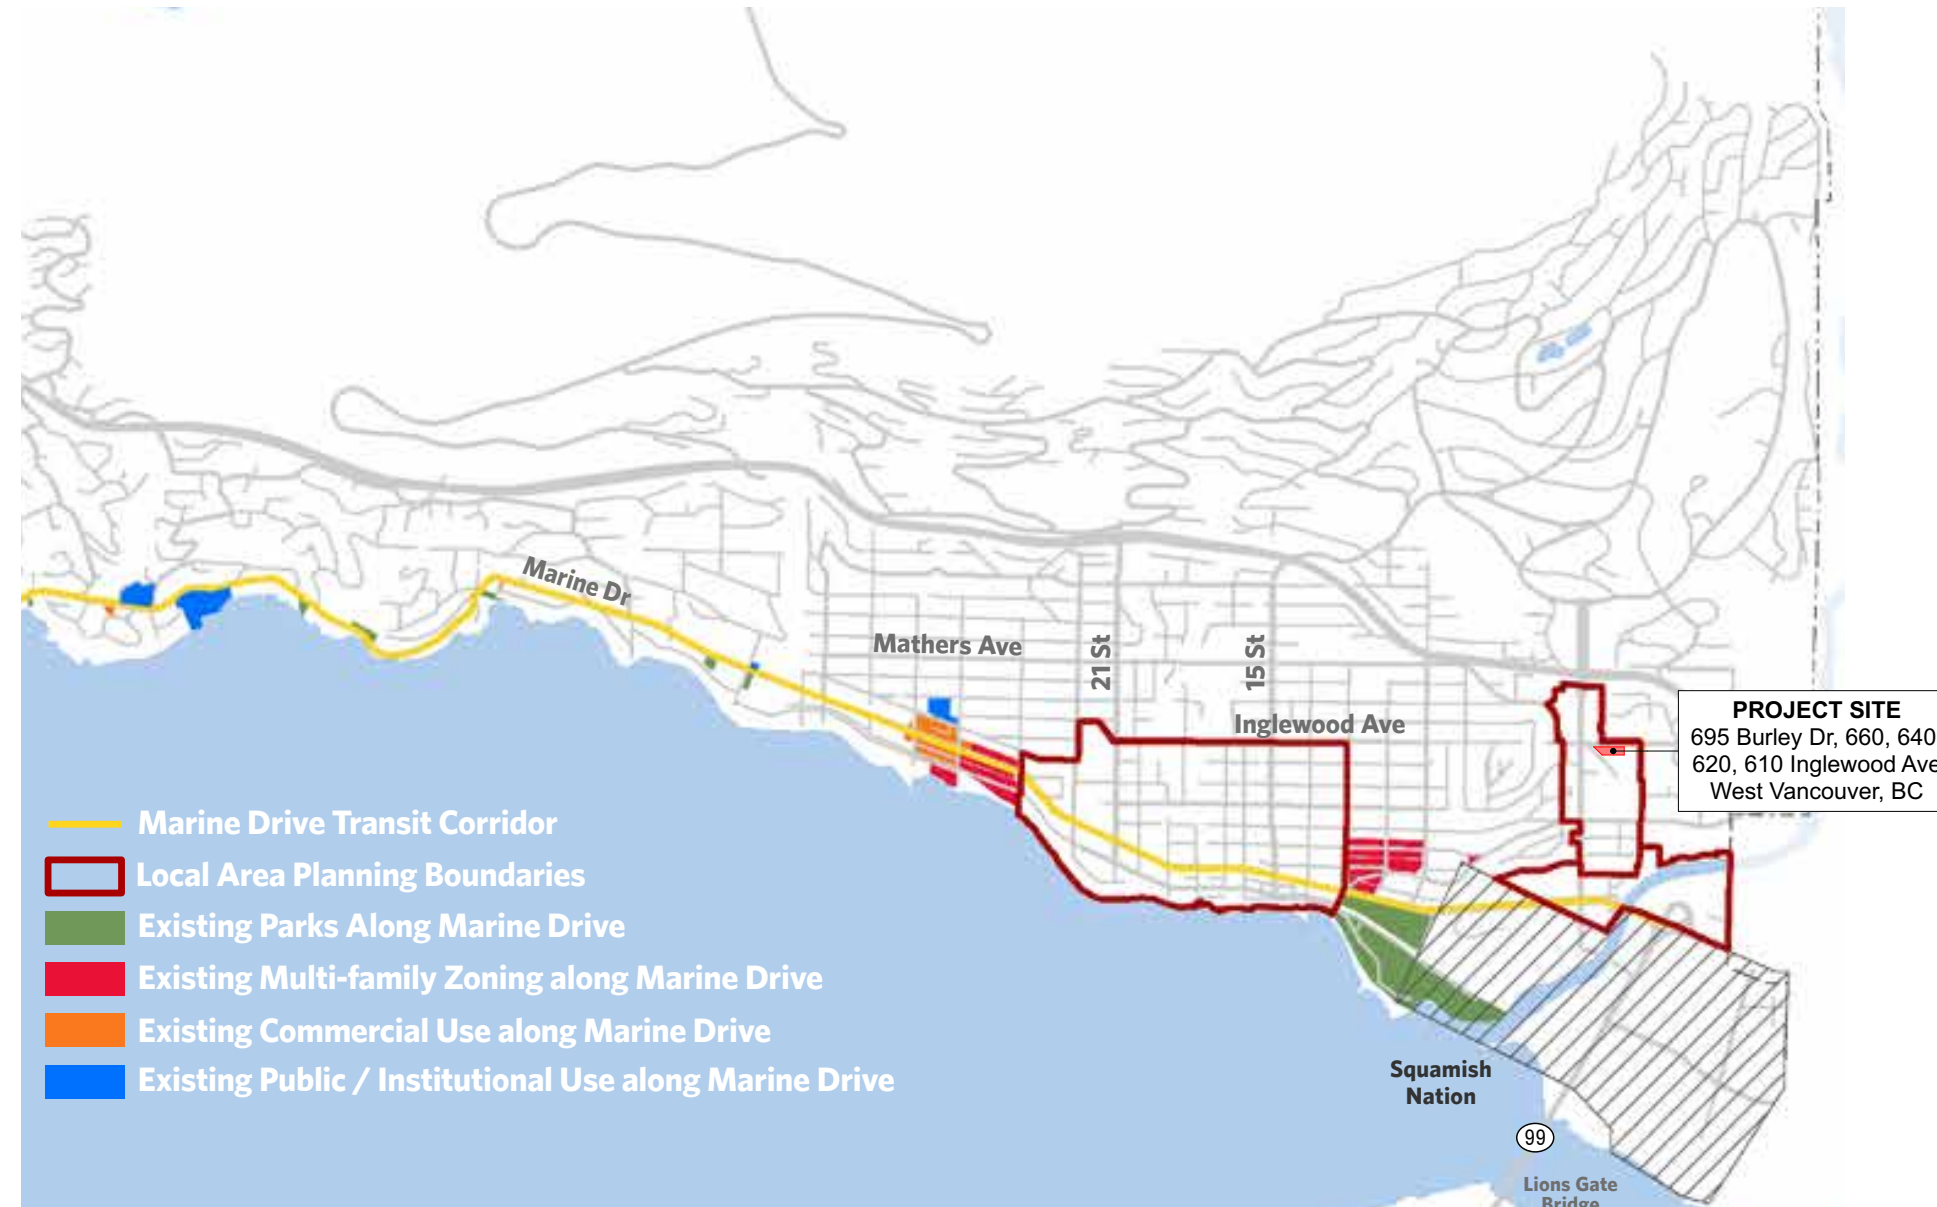 Marine Dr
Mathers Ave
21 St
15 St
Inglewood Ave
PROJECT SITE
695 Burley Dr, 660, 640
620, 610 Inglewood Ave
West Vancouver, BC
Marine Drive Transit Corridor
Local Area Planning Boundaries
Existing Parks Along Marine Drive
Existing Multi-family Zoning along Marine Drive
Existing Commercial Use along Marine Drive
Existing Public / Institutional Use along Marine Drive
Squamish
Nation
99
Lions Gate
Bridge